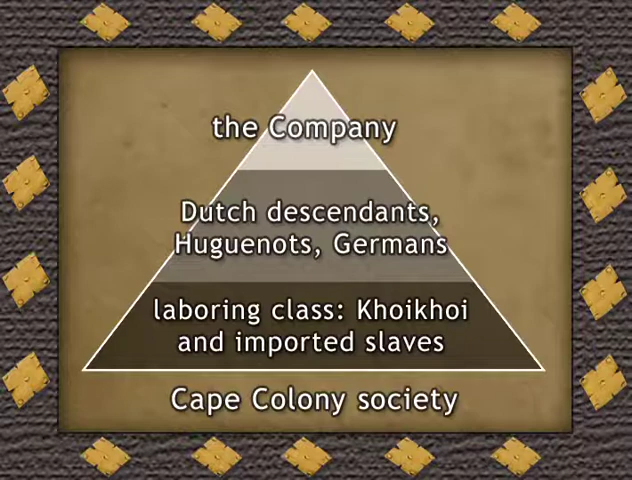 the Company
Dutch descendants,
Huguenots, Germans
laboring class: Khoikhoi
and imported slaves
Cape Colony society